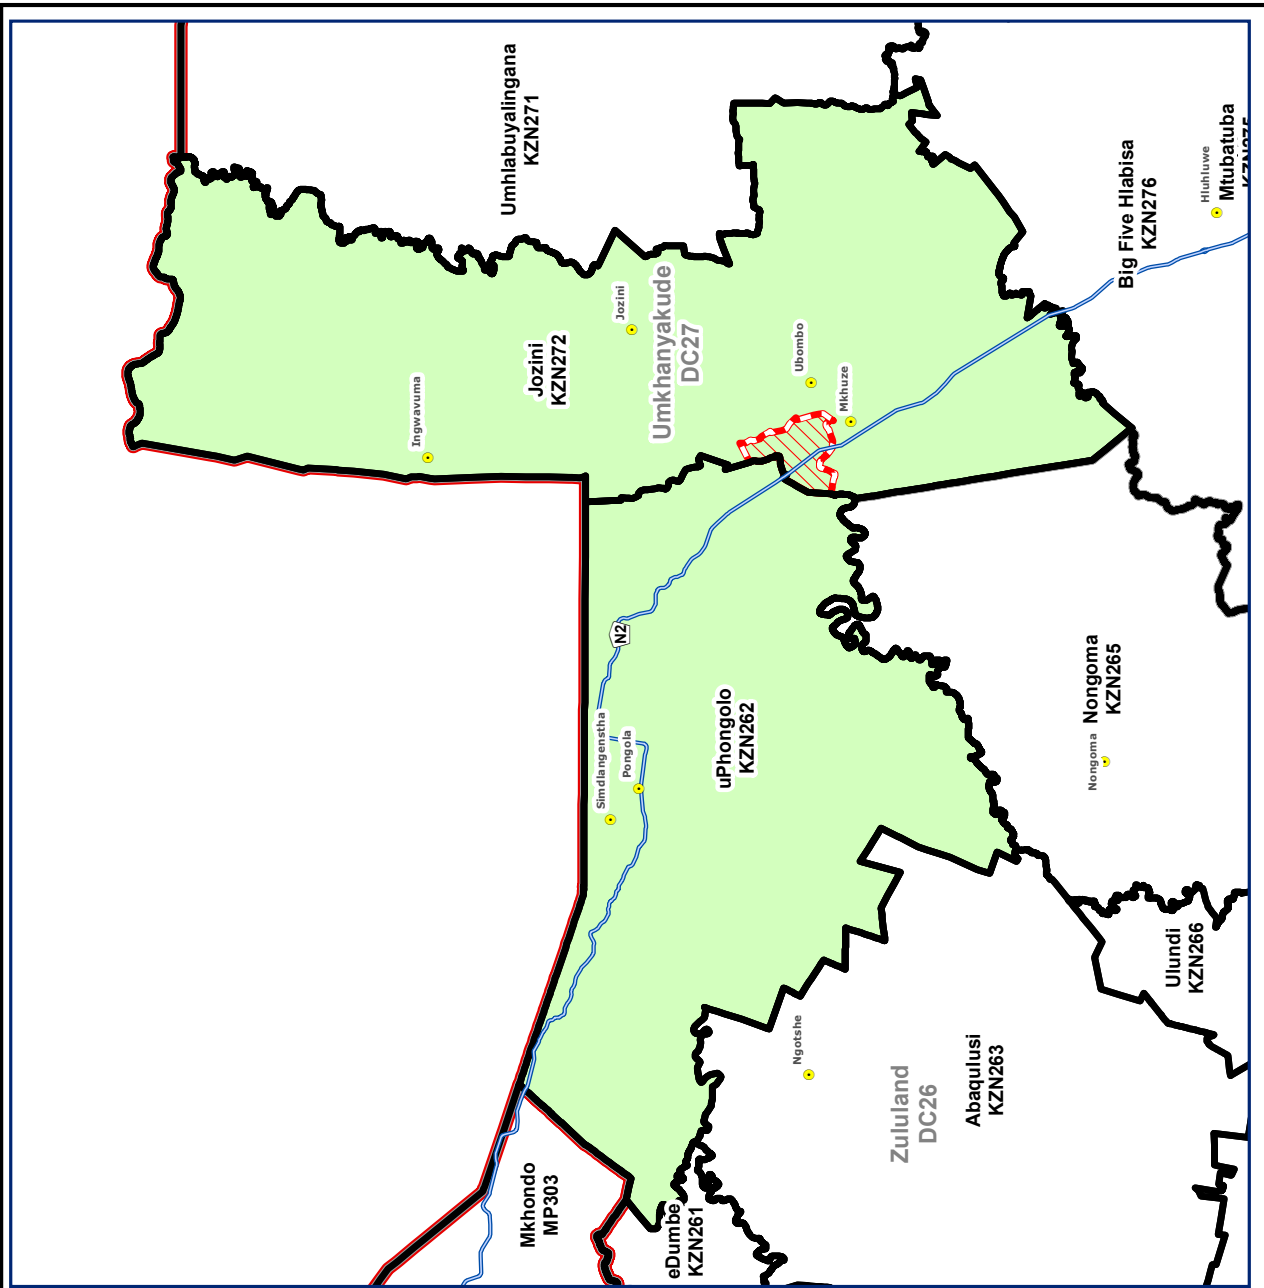 Umhlabuyalingana
KZN271
Ingwavuma
Jozini
KZN272
Jozini
Umkhanyakude
DC27
Ubombo
Mkhuze
Big Five Hlabisa
KZN276
Hluhluwe
Mtubatuba
N2
Simdlangenstha
Pongola
uPhongolo
KZN262
Nongoma
Nongoma
KZN265
Ulundi
KZN266
Ngotshe
Zululand
DC26
Abaqulusi
KZN263
Mkhondo
MP303
eDumbe
KZN261